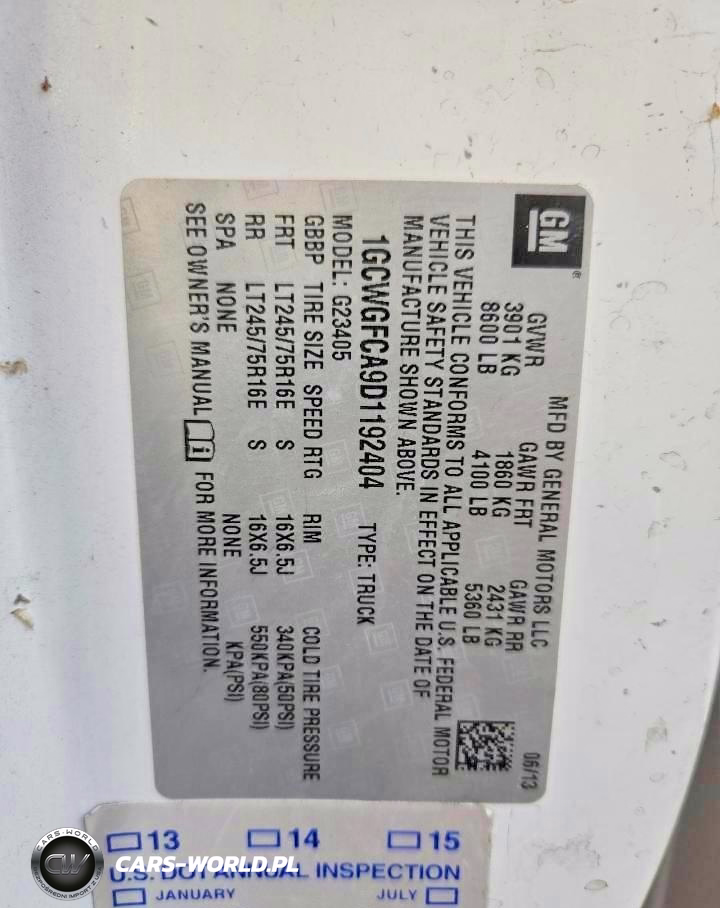 GM
®
MFD BY GENERAL MOTORS LLC
06/13
GVWR GAWR FRT GAWR RR
3901 KG 1860 KG 2431 KG
8600 LB 4100 LB 5360 LB
THIS VEHICLE CONFORMS TO ALL APPLICABLE U.S. FEDERAL MOTOR
VEHICLE SAFETY STANDARDS IN EFFECT ON THE DATE OF
MANUFACTURE SHOWN ABOVE.
1GCWGFCA9D1192404 TYPE: TRUCK
MODEL: G23405
GBBP TIRE SIZE SPEED RTG RIM COLD TIRE PRESSURE
FRT LT245/75R16E S 16X6.5J 340KPA(50PSI)
RR LT245/75R16E S 16X6.5J 550KPA(80PSI)
SPA NONE NONE KPA(PSI)
SEE OWNER'S MANUAL FOR MORE INFORMATION.
13 14 15
U.S. DOT ANNUAL INSPECTION
JANUARY JULY
CARS-WORLD
CW
CARS-WORLD.PL